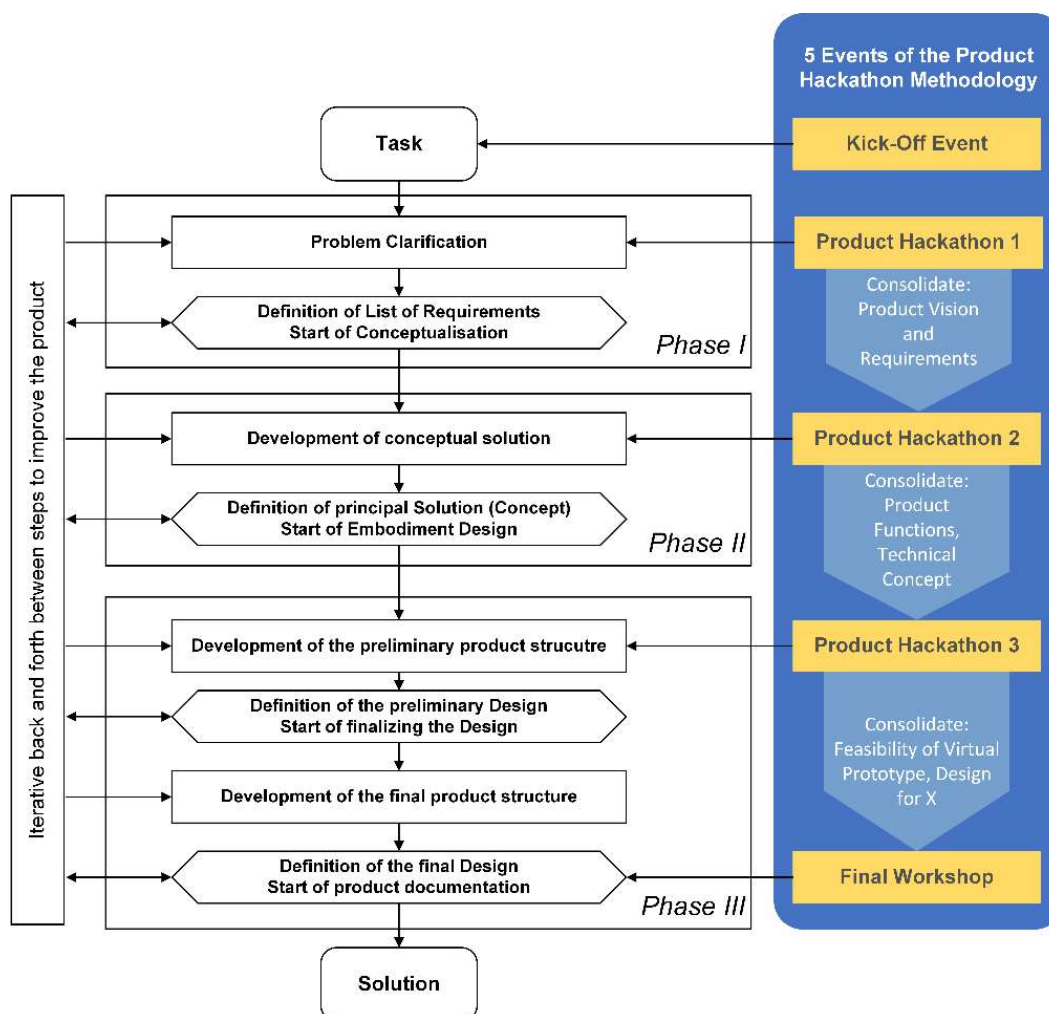 5 Events of the Product
Hackathon Methodology
Task
Kick-Off Event
Iterative back and forth between steps to improve the product
Problem Clarification
Product Hackathon 1
Definition of List of Requirements
Start of Conceptualisation
Phase I
Consolidate:
Product Vision
and
Requirements
Development of conceptual solution
Product Hackathon 2
Definition of principal Solution (Concept)
Start of Embodiment Design
Phase II
Consolidate:
Product
Functions,
Technical
Concept
Development of the preliminary product strucutre
Product Hackathon 3
Definition of the preliminary Design
Start of finalizing the Design
Consolidate:
Feasibility of Virtual
Prototype, Design
for X
Development of the final product structure
Definition of the final Design
Start of product documentation
Final Workshop
Phase III
Solution